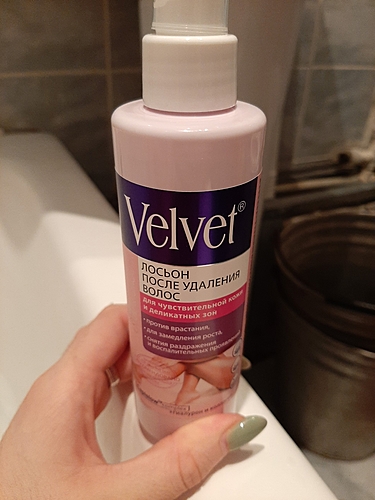 Velvet®
ЛОСЬОН
ПОСЛЕ УДАЛЕНИЯ
ВОЛОС
для чувствительной кожи
и деликатных зон
• против врастания,
• для замедления роста,
• снятия раздражения
и воспалительных проявлений